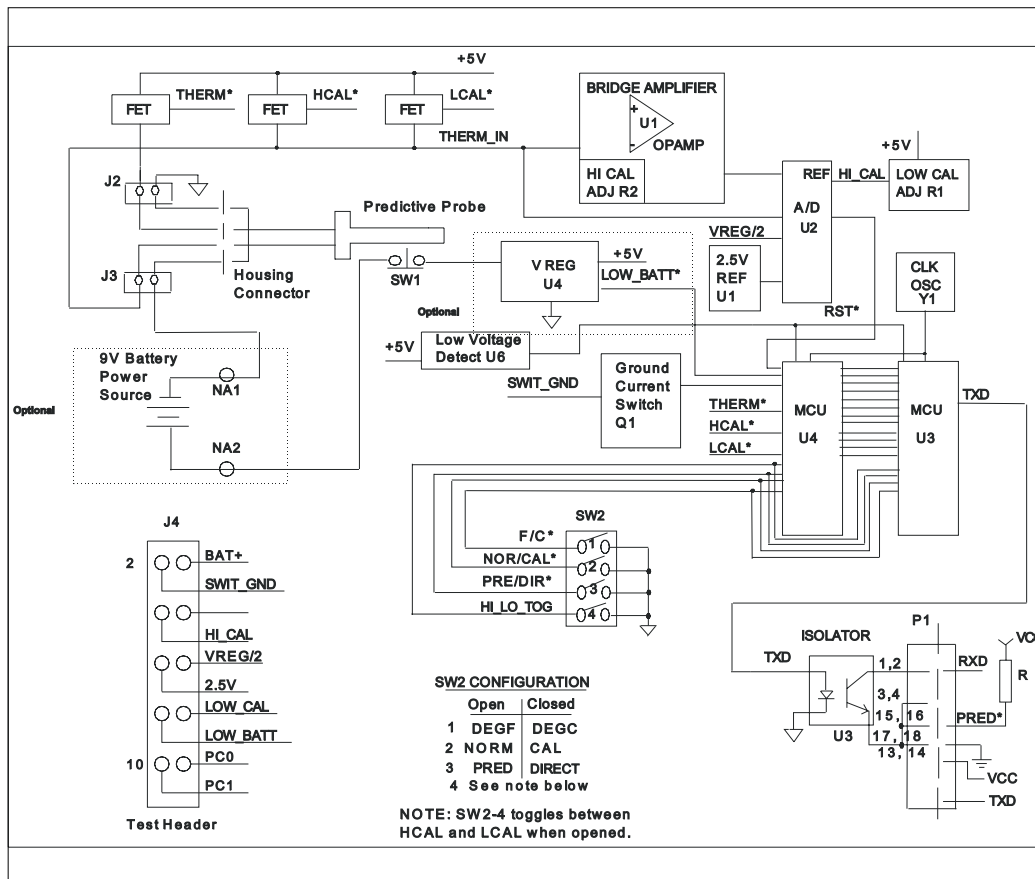 +5V
FET
THERM*
FET
HCAL*
FET
LCAL*
THERM_IN
BRIDGE AMPLIFIER
+
U1
-
OPAMP
HI CAL
ADJ R2
REF
HI_CAL
A/D
U2
+5V
LOW CAL
ADJ R1
J2
J3
Housing
Connector
Predictive Probe
SW1
V REG
U4
+5V
LOW_BATT*
Optional
VREG/2
2.5V
REF
U1
RST*
CLK
OSC
Y1
+5V
Low Voltage
Detect U6
SWIT_GND
Ground
Current
Switch
Q1
THERM*
HCAL*
LCAL*
MCU
U4
MCU
U3
TXD
9V Battery
Power
Source
NA1
NA2
Optional
SW2
F/C*
1
NOR/CAL*
2
PRE/DIR*
3
HI_LO_TOG
4
J4
2
BAT+
SWIT_GND
HI_CAL
VREG/2
2.5V
LOW_CAL
LOW_BATT
10
PC0
PC1
Test Header
SW2 CONFIGURATION
Open Closed
1 DEGF DEGC
2 NORM CAL
3 PRED DIRECT
4 See note below
NOTE: SW2-4 toggles between
HCAL and LCAL when opened.
ISOLATOR
TXD
U3
P1
1,2
3,4
15, 16
17, 18
13, 14
RXD
VC
R
PRED*
VCC
TXD